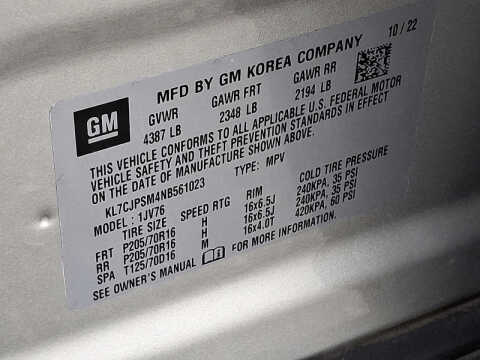 GM
MFD BY GM KOREA COMPANY
10 / 22
GVWR GAWR FRT GAWR RR
4387 LB 2348 LB 2194 LB
THIS VEHICLE CONFORMS TO ALL APPLICABLE U.S. FEDERAL MOTOR
VEHICLE SAFETY AND THEFT PREVENTION STANDARDS IN EFFECT
ON THE DATE OF MANUFACTURE SHOWN ABOVE.
KL7CJPSM4NB561023 TYPE: MPV
MODEL: 1JV76
TIRE SIZE SPEED RTG RIM COLD TIRE PRESSURE
FRT P205/70R16 H 16x6.5J 240KPA, 35 PSI
RR P205/70R16 H 16x6.5J 240KPA, 35 PSI
SPA T125/70D16 M 16x4.0T 420KPA, 60 PSI
SEE OWNER'S MANUAL FOR MORE INFORMATION.